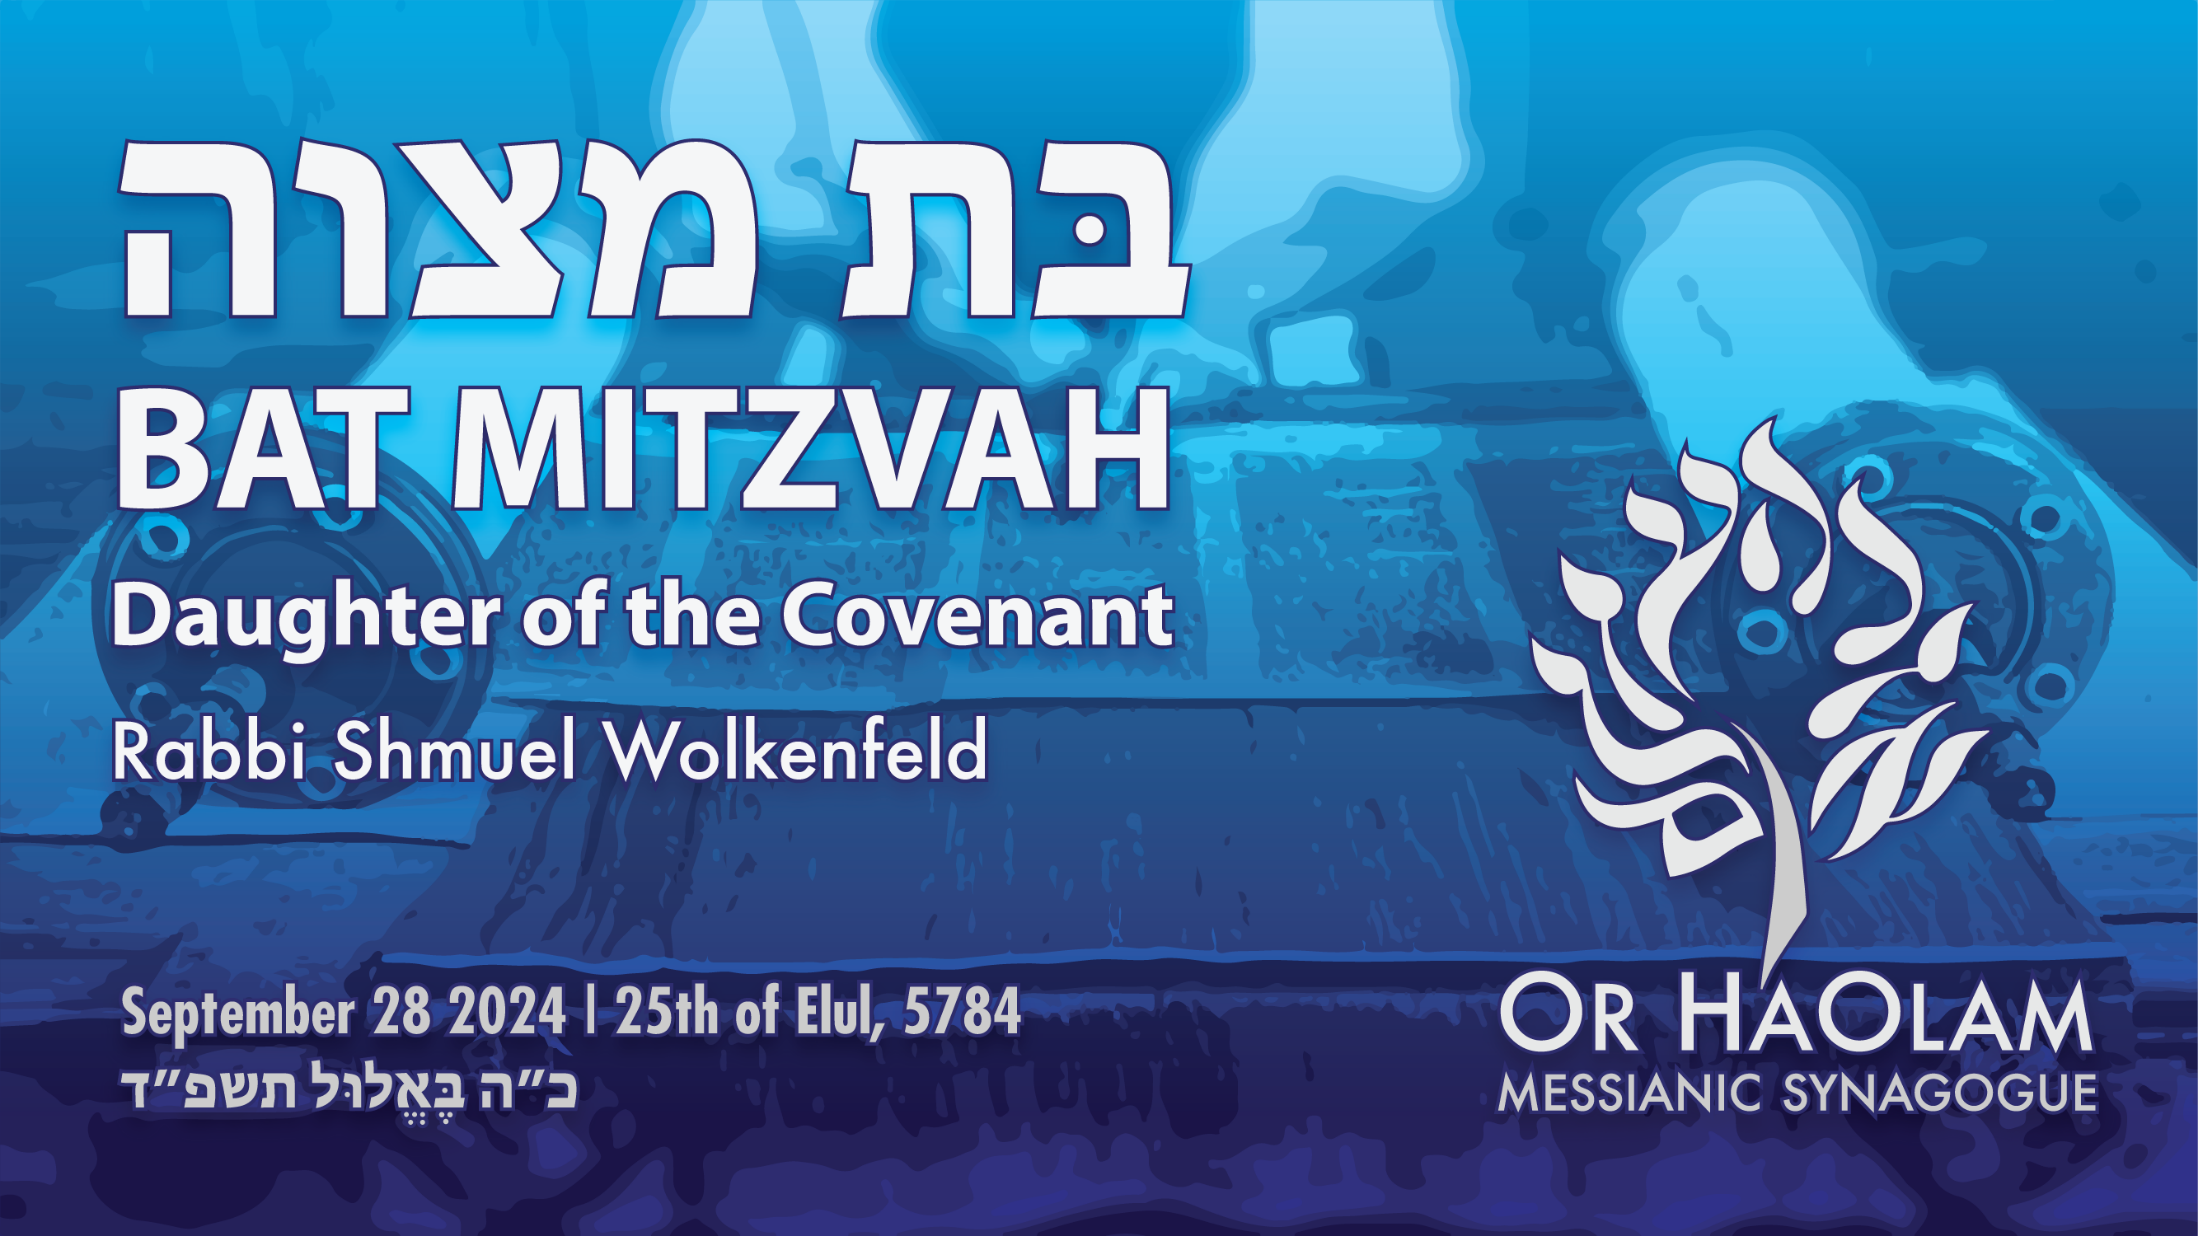 בּת מצוה
BAT MITZVAH
Daughter of the Covenant
Rabbi Shmuel Wolkenfeld
September 28 2024 | 25th of Elul, 5784
כ״ה בֶּאֱלוּל תשפ״ד
OR HAOLAM
MESSIANIC SYNAGOGUE